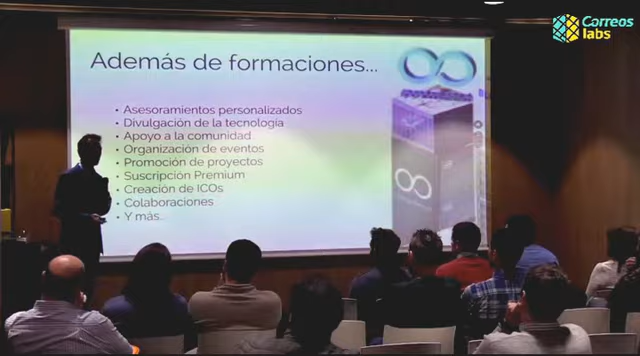 Correos
labs
Además de formaciones...
• Asesoramientos personalizados
• Divulgación de la tecnología
• Apoyo a la comunidad
• Organización de eventos
• Promoción de proyectos
• Suscripción Premium
• Creación de ICOs
• Colaboraciones
• Y más...